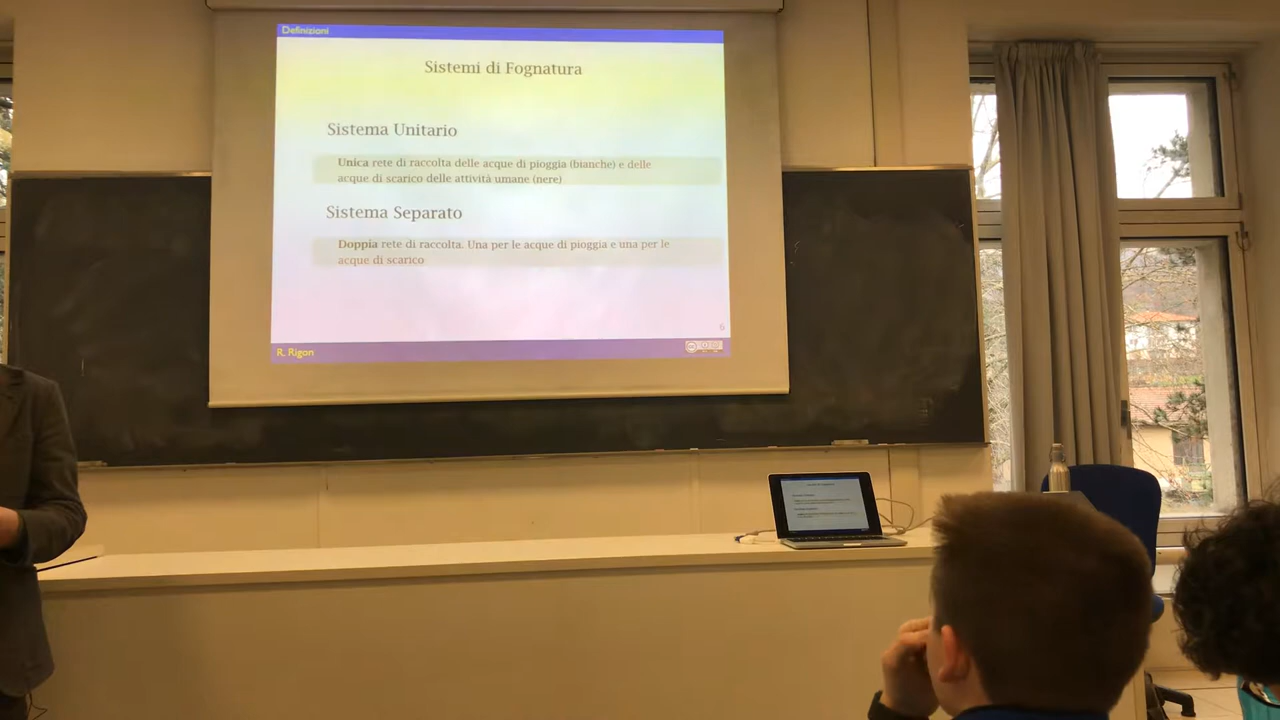 Definizioni
Sistemi di Fognatura
Sistema Unitario
Unica rete di raccolta delle acque di pioggia (bianche) e delle
acque di scarico delle attività umane (nere)
Sistema Separato
Doppia rete di raccolta. Una per le acque di pioggia e una per le
acque di scarico
6
R. Rigon